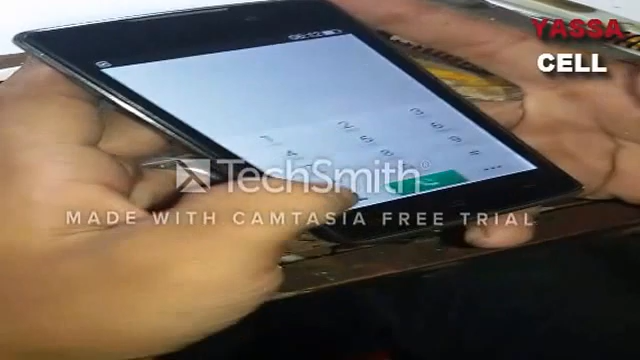 YASSA
CELL
TechSmith
MADE WITH CAMTASIA FREE TRIAL